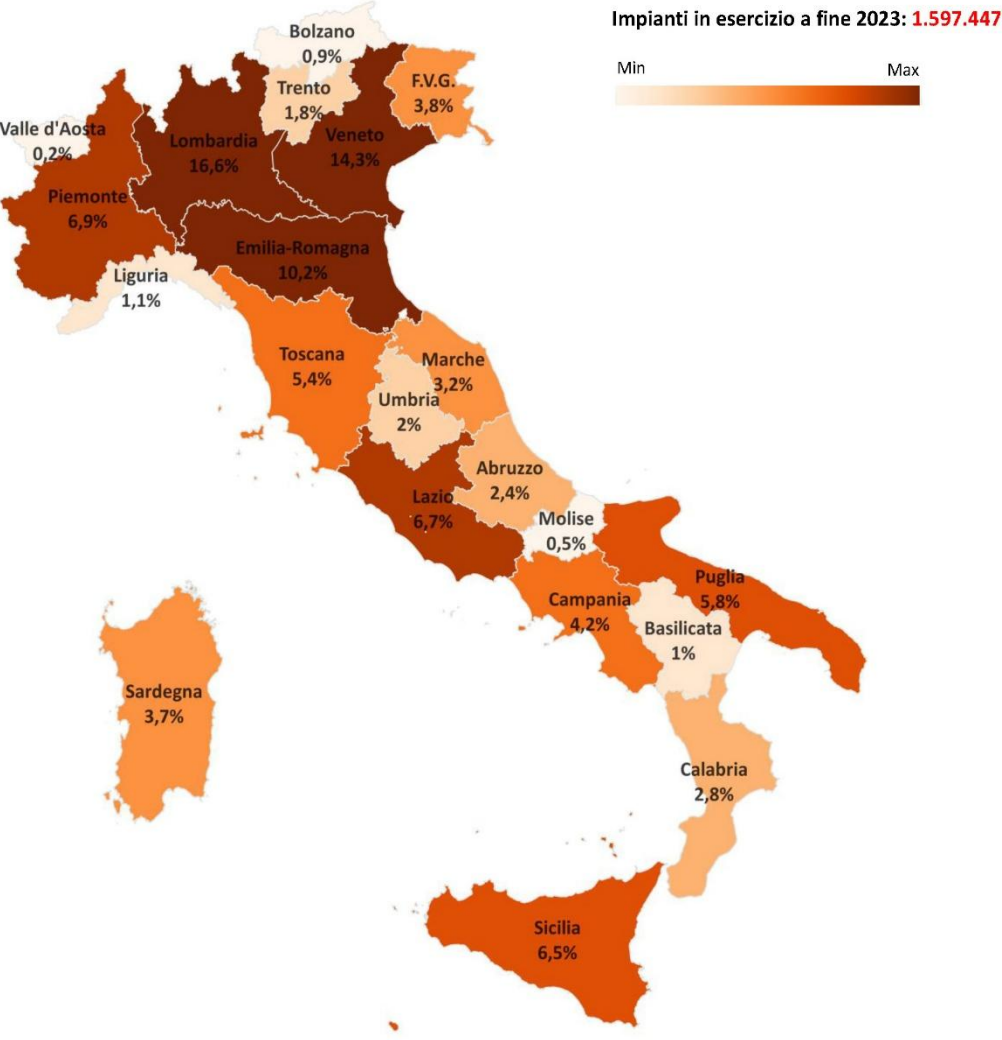 Impianti in esercizio a fine 2023: 1.597.447
Min
Max
Bolzano
0,9%
Trento
1,8%
F.V.G.
3,8%
Valle d'Aosta
0,2%
Lombardia
16,6%
Veneto
14,3%
Piemonte
6,9%
Emilia-Romagna
10,2%
Liguria
1,1%
Toscana
5,4%
Marche
3,2%
Umbria
2%
Abruzzo
2,4%
Lazio
6,7%
Molise
0,5%
Puglia
5,8%
Campania
4,2%
Basilicata
1%
Sardegna
3,7%
Calabria
2,8%
Sicilia
6,5%